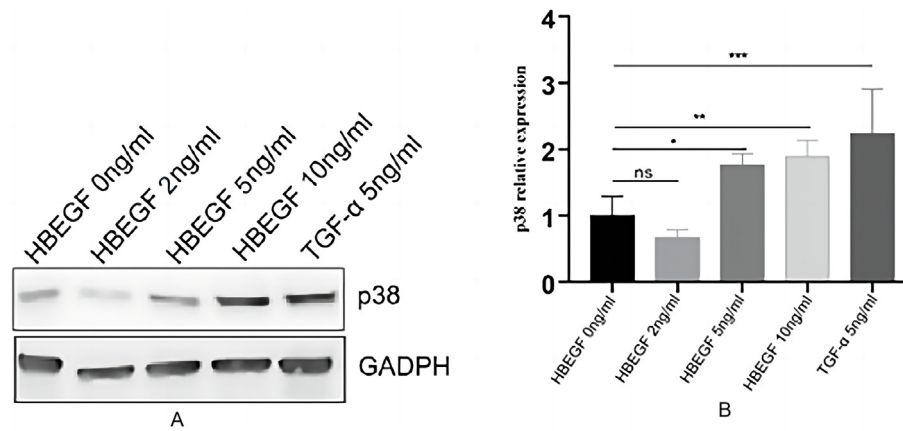 HBEGF 0ng/ml
HBEGF 2ng/ml
HBEGF 5ng/ml
HBEGF 10ng/ml
TGF-α 5ng/ml
p38
GADPH
A
p38 relative expression
4
3
2
1
0
***
**
*
ns
HBEGF 0ng/ml
HBEGF 2ng/ml
HBEGF 5ng/ml
HBEGF 10ng/ml
TGF-α 5ng/ml
B